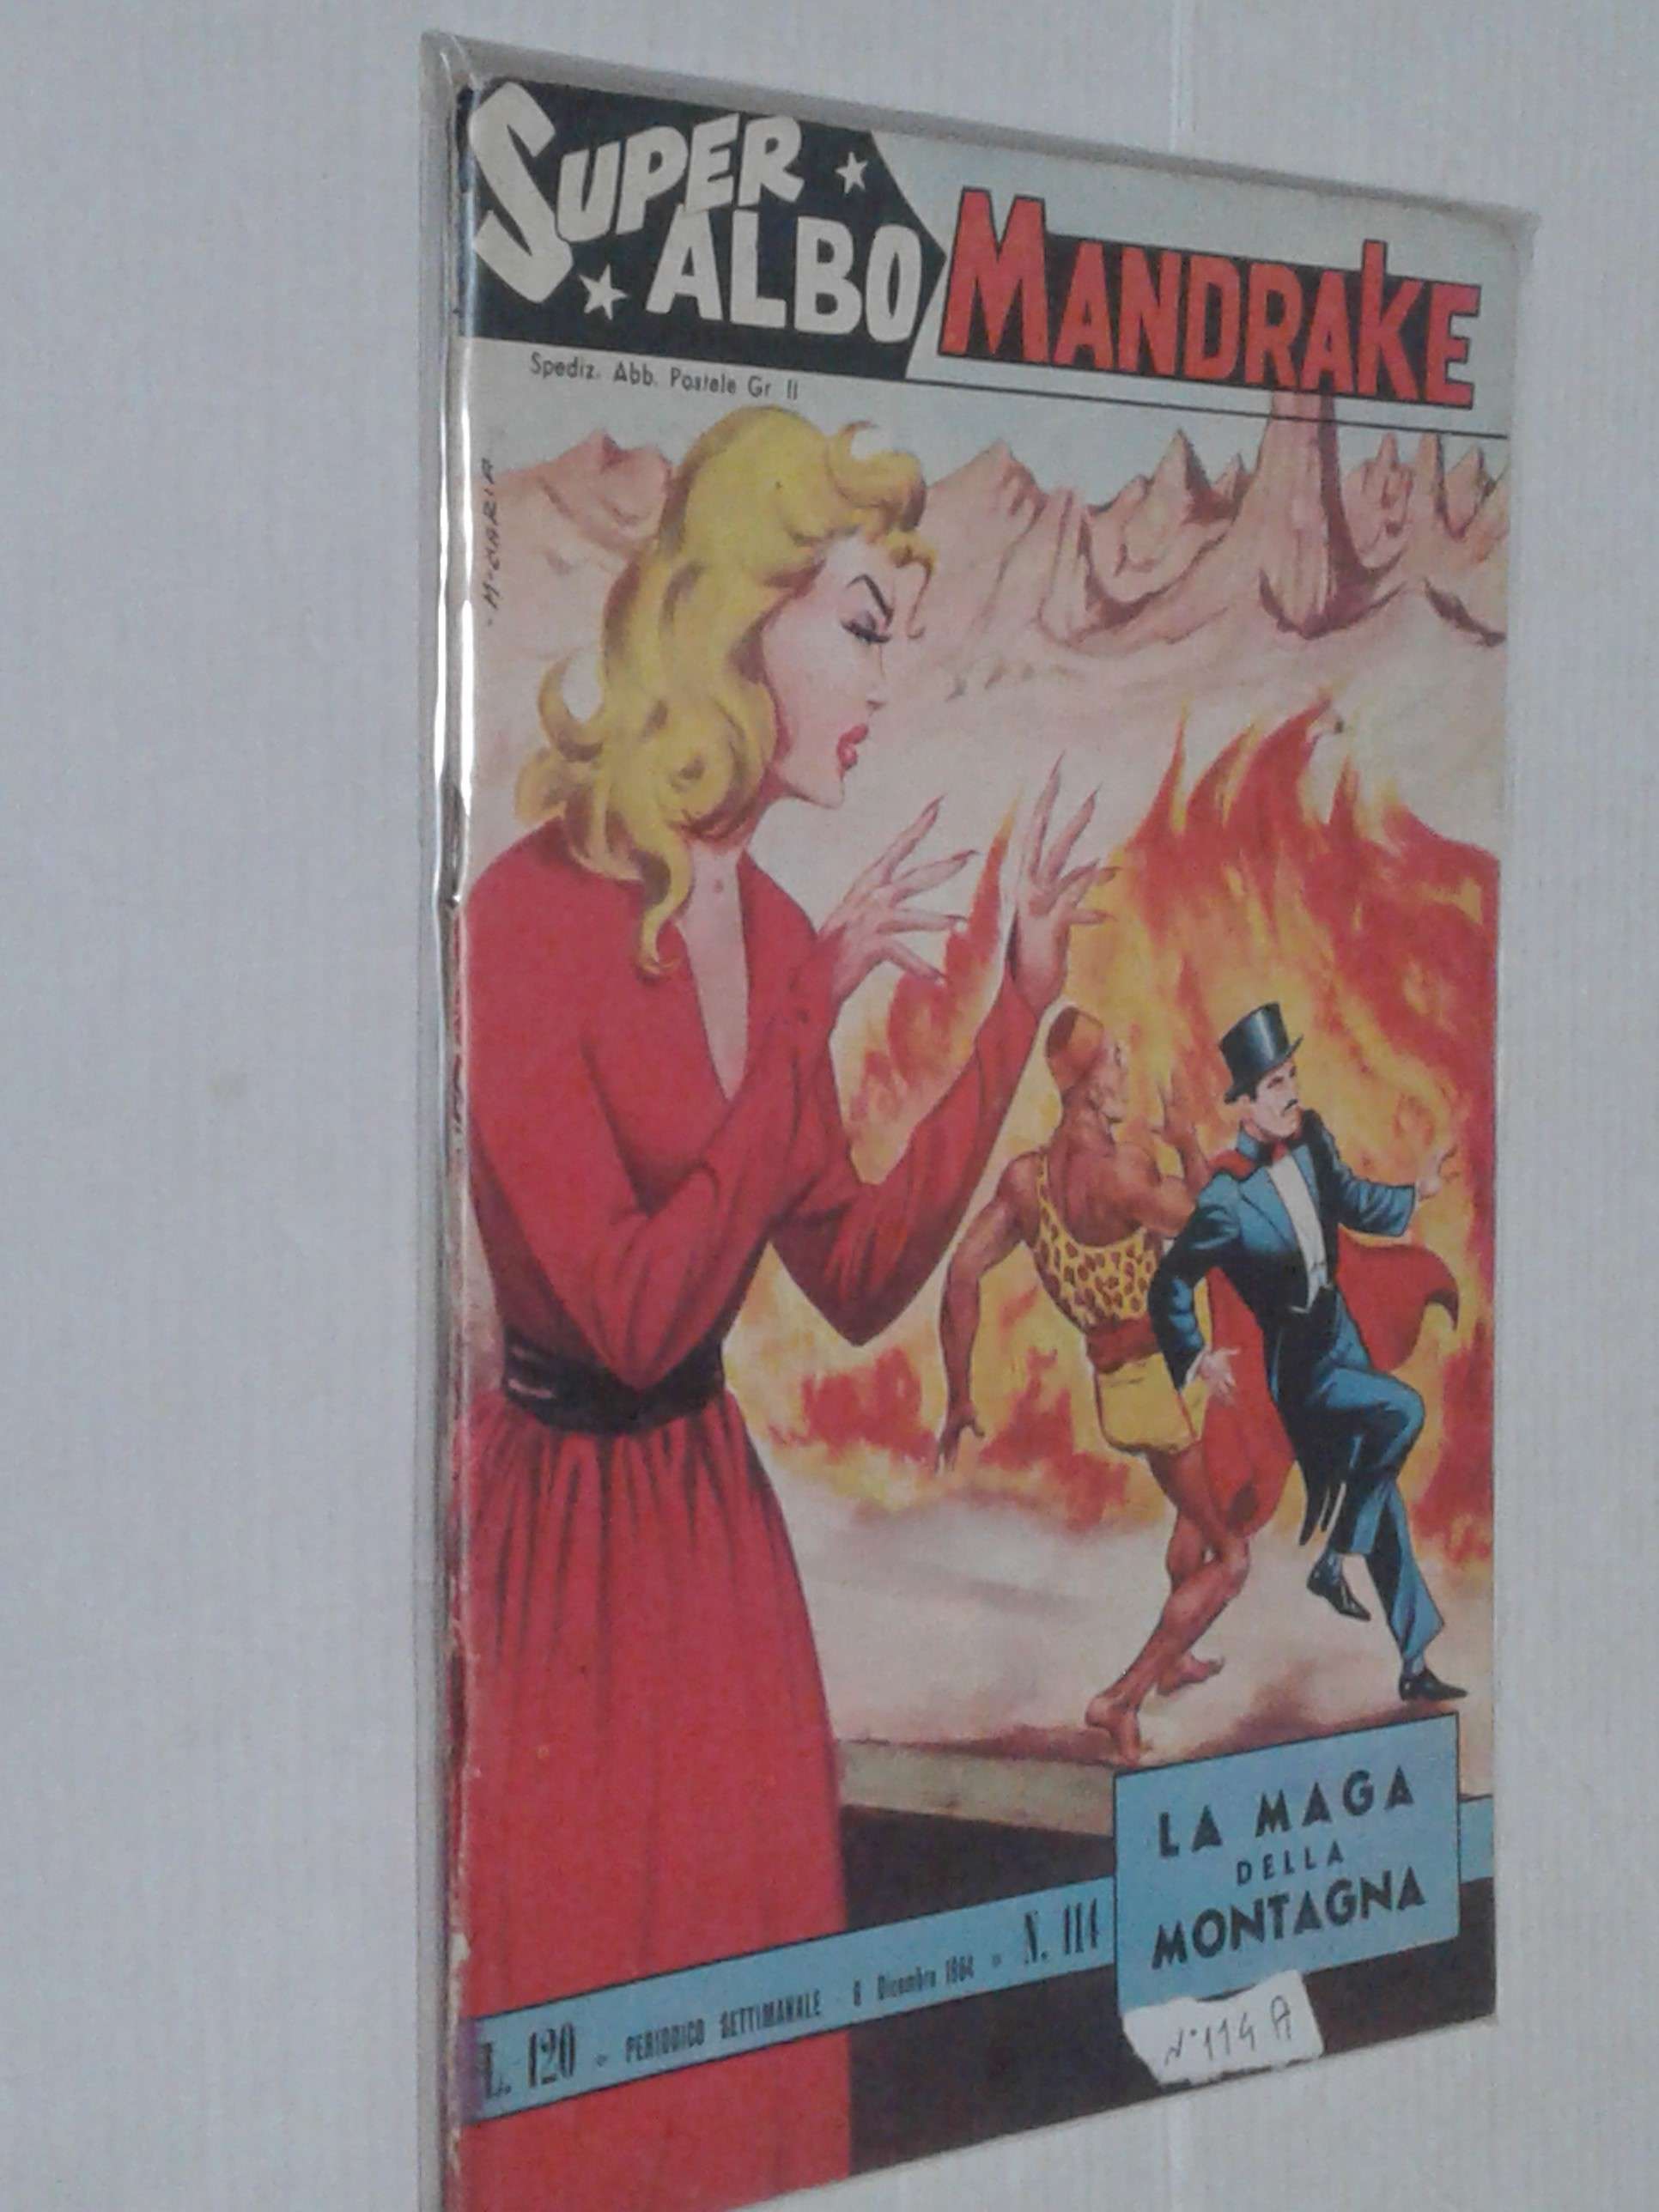 SUPER
ALBO
MANDRAKE
Spediz. Abb. Postale Gr II
M-CARIA
LA MAGA
DELLA
MONTAGNA
L. 120 - PERIODICO SETTIMANALE - 6 Dicembre 1964 - N. 114
N°114 A